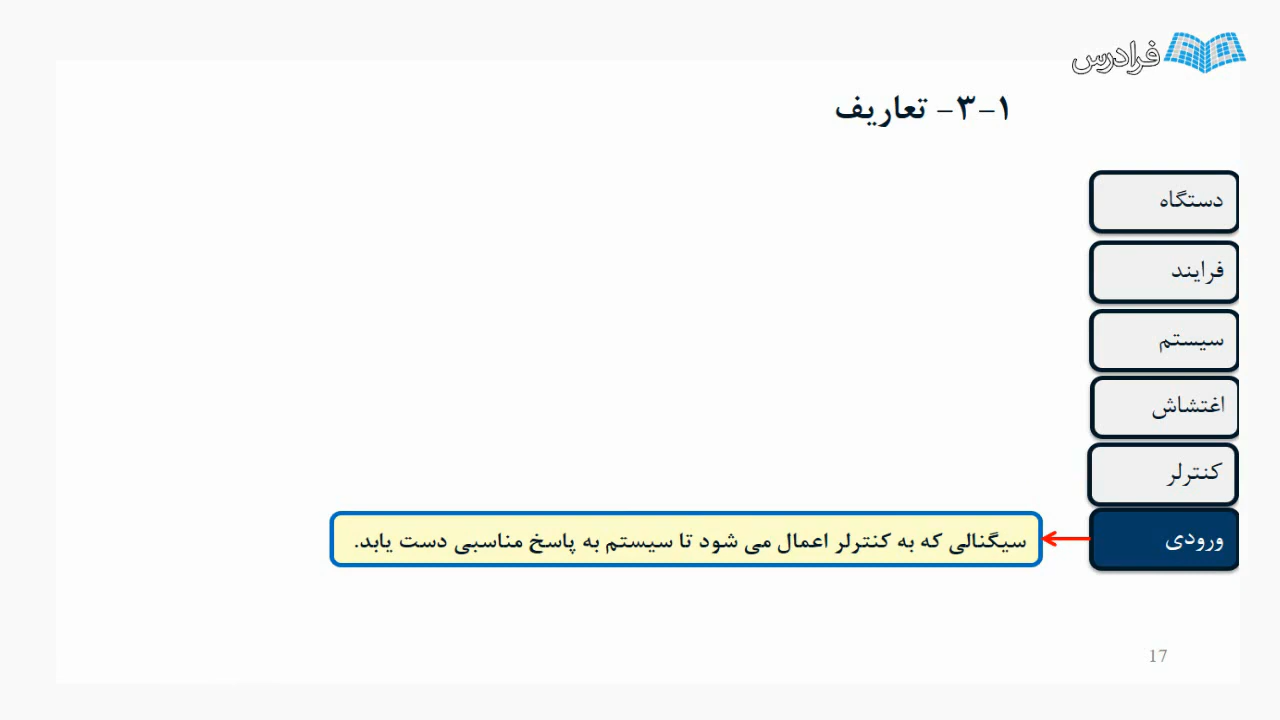 فرادرس
۱-۳- تعاریف
دستگاه
فرایند
سیستم
اغتشاش
کنترلر
ورودی
سیگنالی که به کنترلر اعمال می شود تا سیستم به پاسخ مناسبی دست یابد.
17